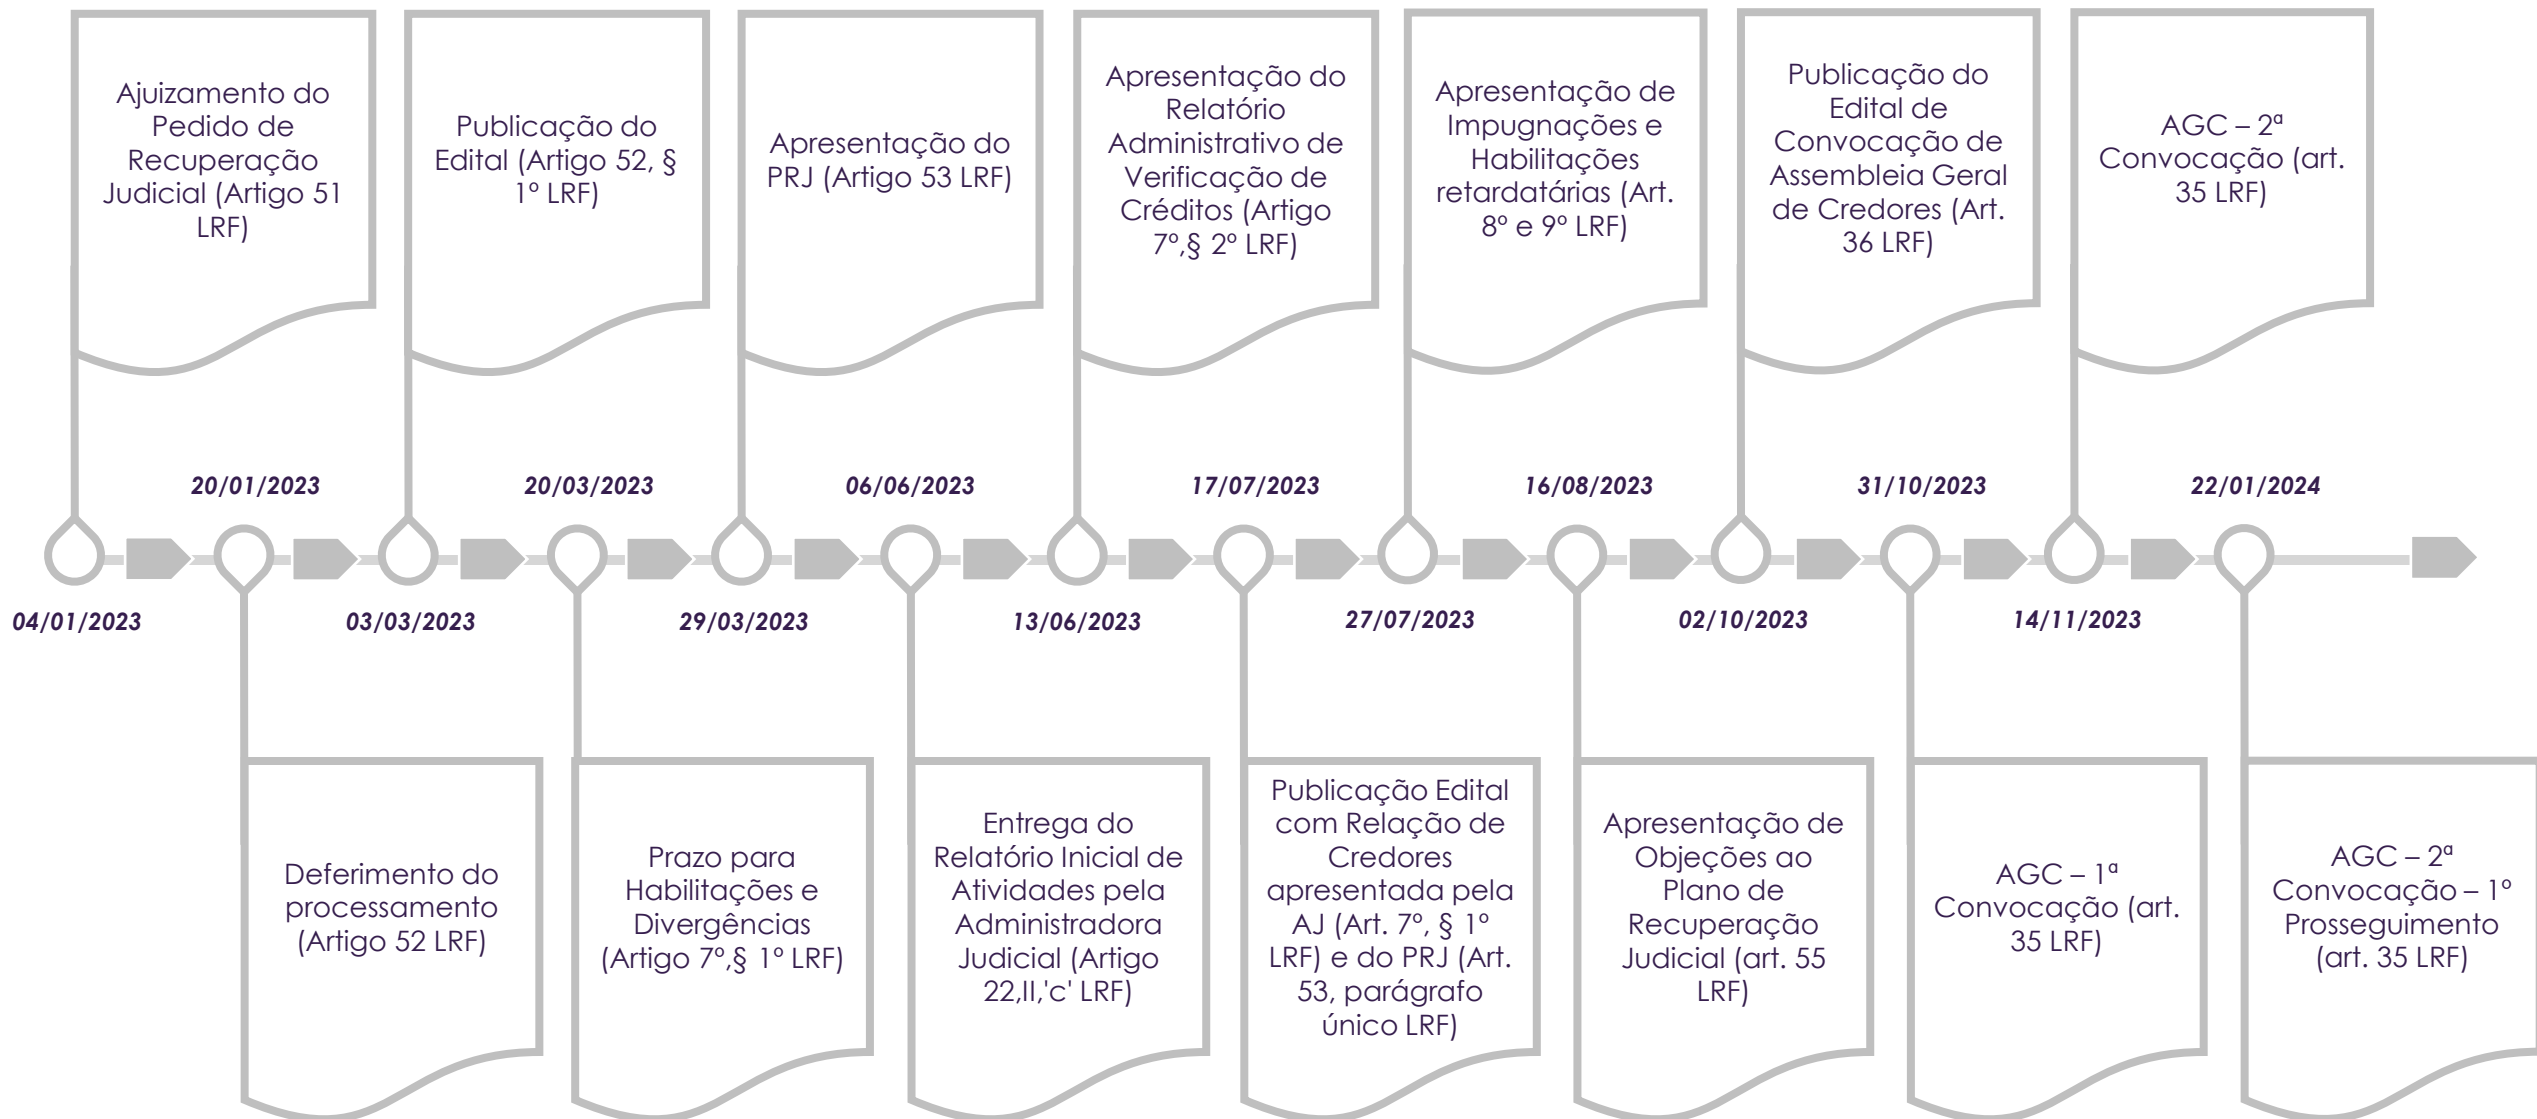 Ajuizamento do
Pedido de
Recuperação
Judicial (Artigo 51
LRF)
Publicação do
Edital (Artigo 52, §
1º LRF)
Apresentação do
PRJ (Artigo 53 LRF)
Apresentação do
Relatório
Administrativo de
Verificação de
Créditos (Artigo
7º,§ 2º LRF)
Apresentação de
Impugnações e
Habilitações
retardatárias (Art.
8º e 9º LRF)
Publicação do
Edital de
Convocação de
Assembleia Geral
de Credores (Art.
36 LRF)
AGC – 2ª
Convocação (art.
35 LRF)
20/01/2023
20/03/2023
06/06/2023
17/07/2023
16/08/2023
31/10/2023
22/01/2024
04/01/2023
03/03/2023
29/03/2023
13/06/2023
27/07/2023
02/10/2023
14/11/2023
Deferimento do
processamento
(Artigo 52 LRF)
Prazo para
Habilitações e
Divergências
(Artigo 7º,§ 1º LRF)
Entrega do
Relatório Inicial de
Atividades pela
Administradora
Judicial (Artigo
22,II,'c' LRF)
Publicação Edital
com Relação de
Credores
apresentada pela
AJ (Art. 7º, § 1º
LRF) e do PRJ (Art.
53, parágrafo
único LRF)
Apresentação de
Objeções ao
Plano de
Recuperação
Judicial (art. 55
LRF)
AGC – 1ª
Convocação (art.
35 LRF)
AGC – 2ª
Convocação – 1º
Prosseguimento
(art. 35 LRF)